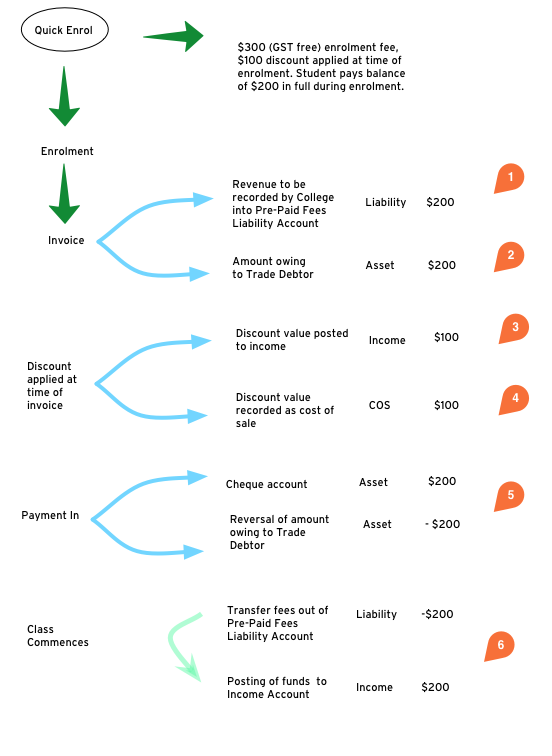 Quick Enrol
$300 (GST free) enrolment fee,
$100 discount applied at time of
enrolment. Student pays balance
of $200 in full during enrolment.
Enrolment
Invoice
Revenue to be
recorded by College
into Pre-Paid Fees
Liability Account
Liability
$200
1
Amount owing
to Trade Debtor
Asset
$200
2
Discount
applied at
time of
invoice
Discount value posted
to income
Income
$100
3
Discount value
recorded as cost of
sale
COS
$100
4
Payment In
Cheque account
Asset
$200
5
Reversal of amount
owing to Trade
Debtor
Asset
- $200
Class
Commences
Transfer fees out of
Pre-Paid Fees
Liability Account
Liability
-$200
6
Posting of funds to
Income Account
Income
$200